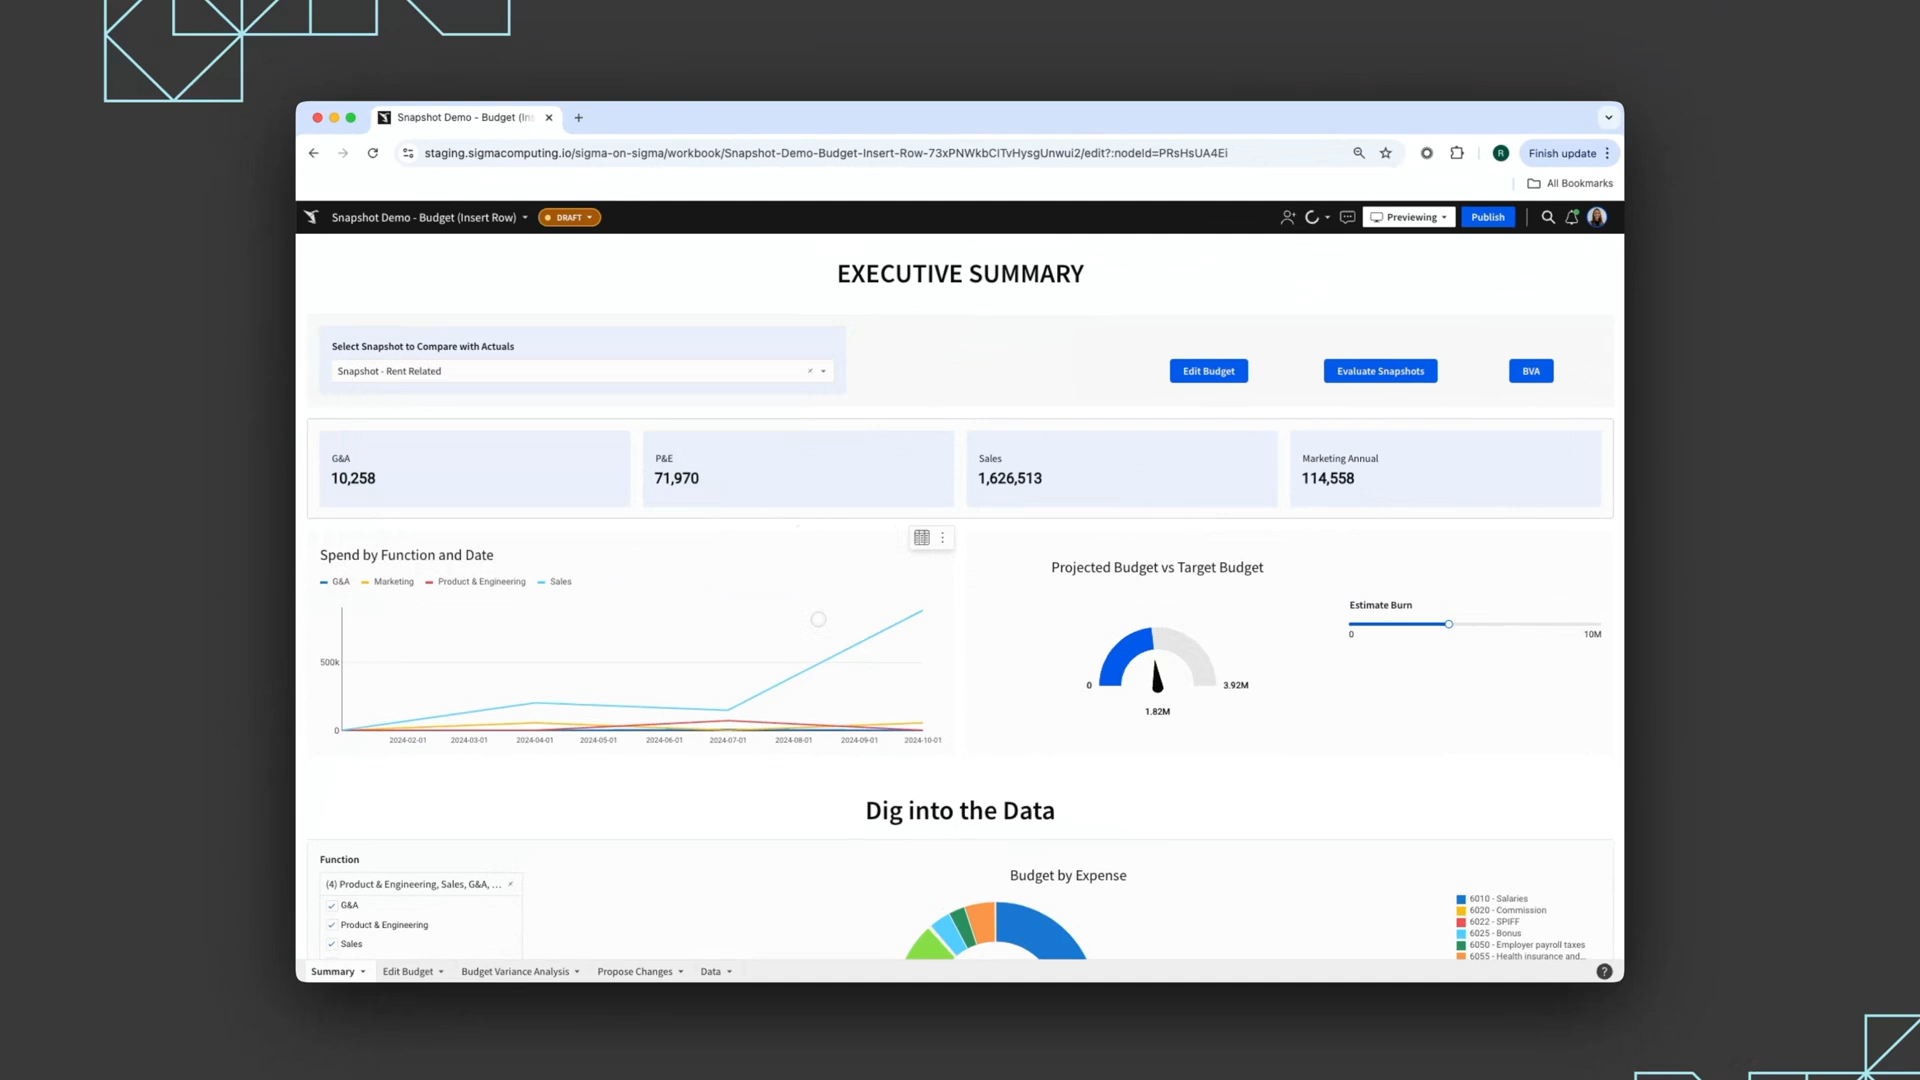 Snapshot Demo - Budget (Ins
staging.sigmacomputing.io/sigma-on-sigma/workbook/Snapshot-Demo-Budget-Insert-Row-73xPNWkbCITvHysgUnwui2/edit?:nodeId=PRsHsUA4Ei
R
Finish update
All Bookmarks
Snapshot Demo - Budget (Insert Row)
DRAFT
Previewing
Publish
EXECUTIVE SUMMARY
Select Snapshot to Compare with Actuals
Snapshot - Rent Related
Edit Budget
Evaluate Snapshots
BVA
G&A
10,258
P&E
71,970
Sales
1,626,513
Marketing Annual
114,558
Spend by Function and Date
G&A Marketing Product & Engineering Sales
500k
0
2024-02-01 2024-03-01 2024-04-01 2024-05-01 2024-06-01 2024-07-01 2024-08-01 2024-09-01 2024-10-01
Projected Budget vs Target Budget
0
3.92M
1.82M
Estimate Burn
0
10M
Dig into the Data
Function
(4) Product & Engineering, Sales, G&A, ...
G&A
Product & Engineering
Sales
Budget by Expense
6010 - Salaries
6020 - Commission
6022 - SPIFF
6025 - Bonus
6050 - Employer payroll taxes
6055 - Health insurance and...
Summary
Edit Budget
Budget Variance Analysis
Propose Changes
Data
?